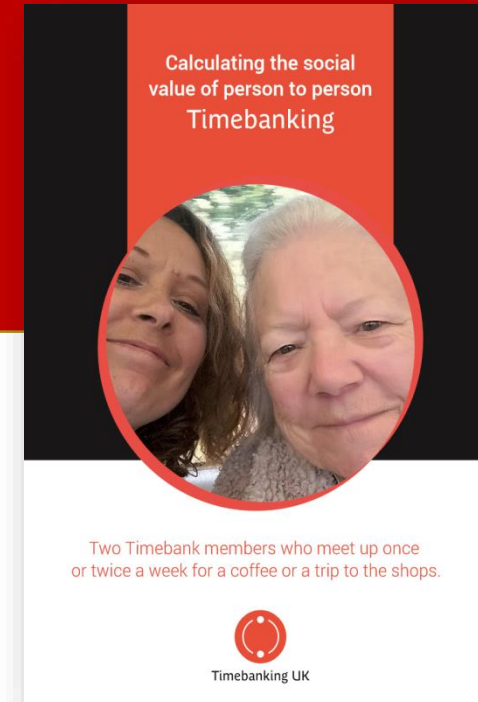 Calculating the social
value of person to person
Timebanking
Two Timebank members who meet up once
or twice a week for a coffee or a trip to the shops.
Timebanking UK